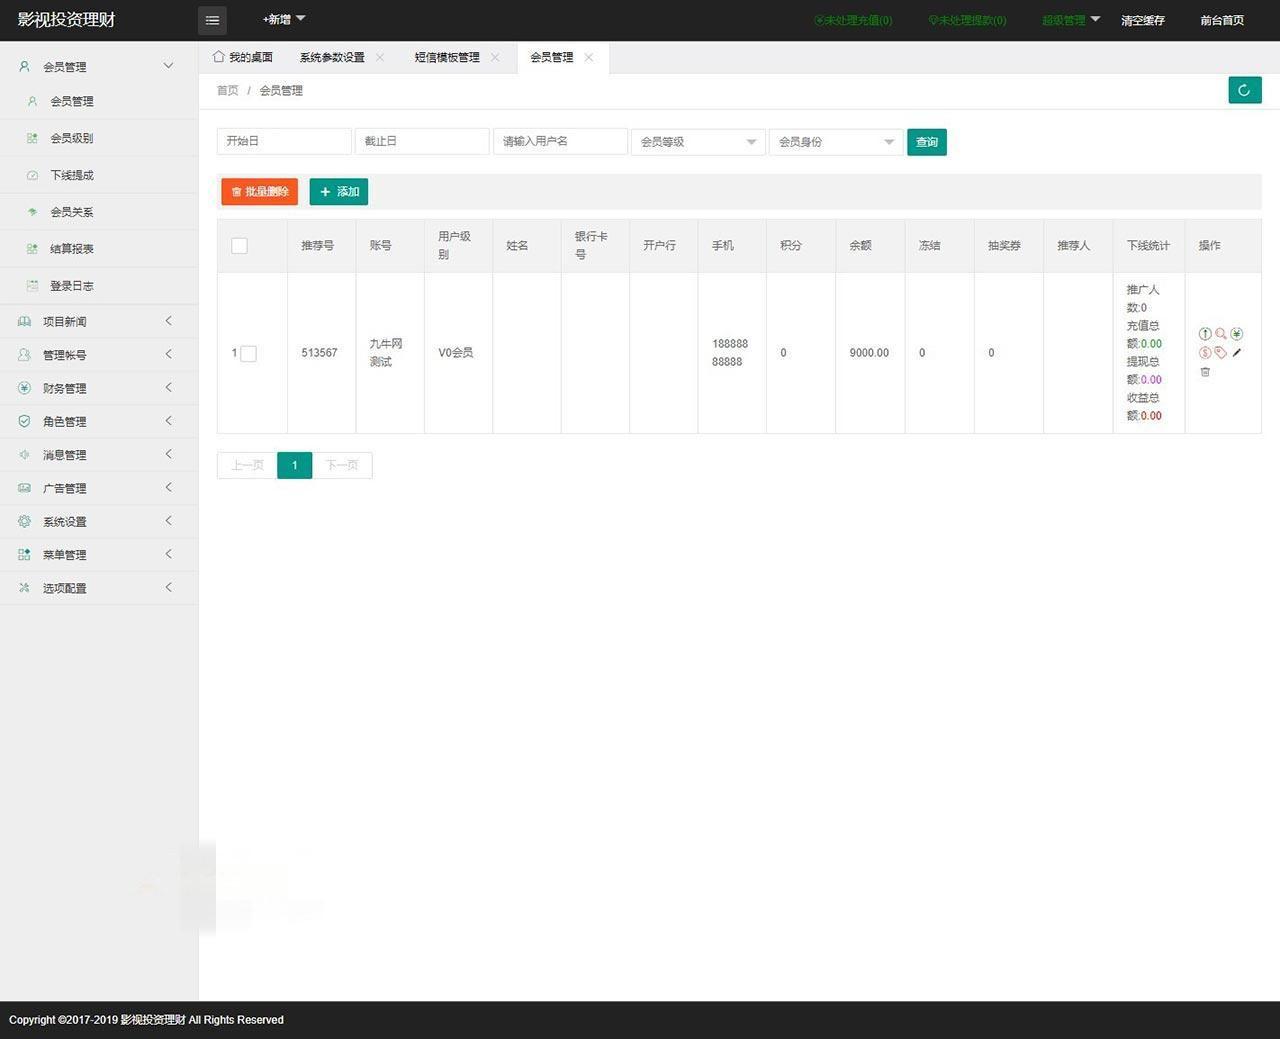 影视投资理财
+新增
未处理充值(0)
未处理提款(0)
超级管理
清空缓存
前台首页
会员管理
会员管理
会员级别
下线提成
会员关系
结算报表
登录日志
项目新闻
管理帐号
财务管理
角色管理
消息管理
广告管理
系统设置
菜单管理
选项配置
我的桌面
系统参数设置
短信模板管理
会员管理
首页 / 会员管理
开始日
截止日
请输入用户名
会员等级
会员身份
查询
批量删除
+ 添加
推荐号
账号
用户级
别
姓名
银行卡
号
开户行
手机
积分
余额
冻结
抽奖券
推荐人
下线统计
操作
1
513567
九牛网
测试
V0会员
188888
88888
0
9000.00
0
0
推广人
数:0
充值总
额:0.00
提现总
额:0.00
收益总
额:0.00
上一页
1
下一页
Copyright ©2017-2019 影视投资理财 All Rights Reserved